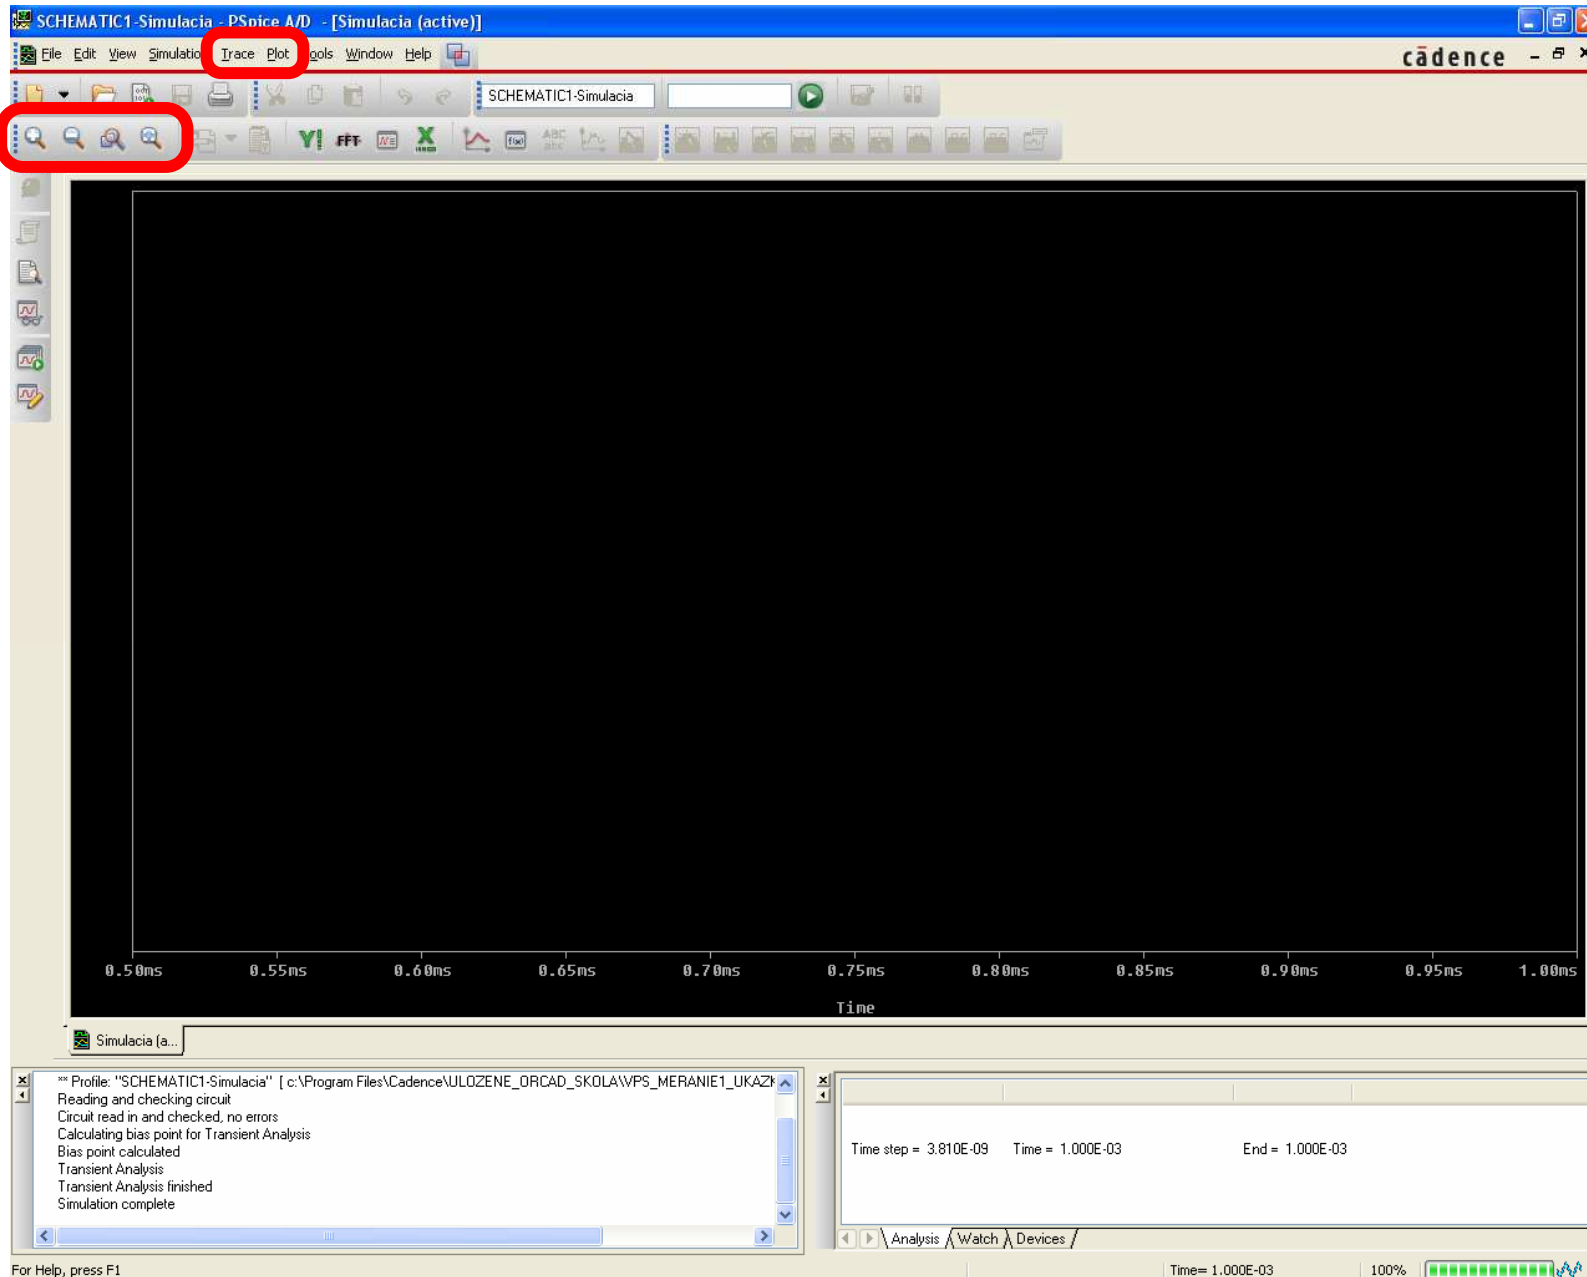 SCHEMATIC1-Simulacia - PSpice A/D - [Simulacia (active)]
File Edit View Simulatio Trace Plot ools Window Help
cādence
SCHEMATIC1-Simulacia
FFT
f(x)
ABC
abc
0.50ms 0.55ms 0.60ms 0.65ms 0.70ms 0.75ms 0.80ms 0.85ms 0.90ms 0.95ms 1.00ms
Time
Simulacia (a...
** Profile: "SCHEMATIC1-Simulacia" [ c:\Program Files\Cadence\ULOZENE_ORCAD_SKOLA\VPS_MERANIE1_UKAZK
Reading and checking circuit
Circuit read in and checked, no errors
Calculating bias point for Transient Analysis
Bias point calculated
Transient Analysis
Transient Analysis finished
Simulation complete
Time step = 3.810E-09 Time = 1.000E-03 End = 1.000E-03
Analysis Watch Devices
For Help, press F1
Time= 1.000E-03 100%